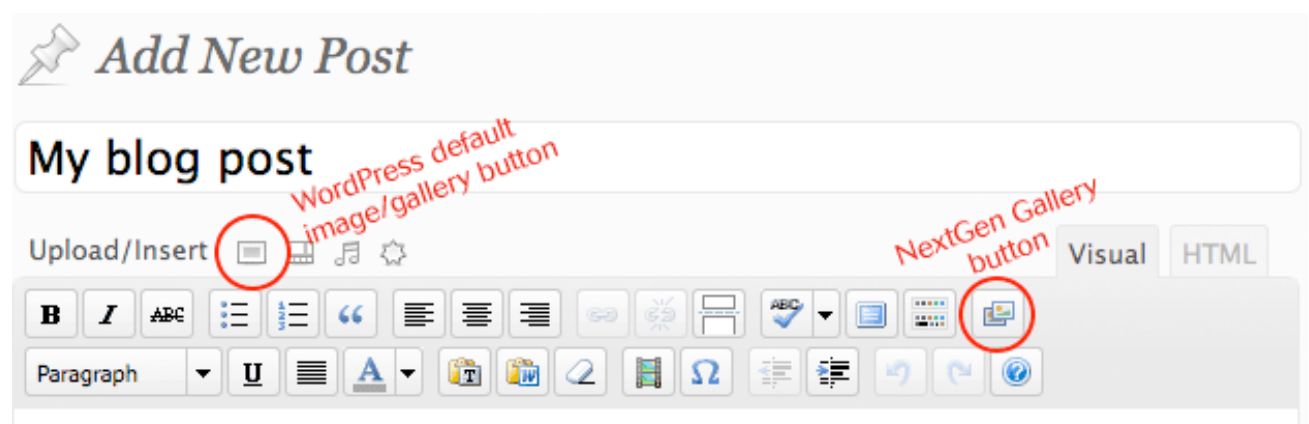 Add New Post
My blog post
WordPress default
image/gallery button
NextGen Gallery
button
Upload/Insert
Visual HTML
B I ABC ABC
Paragraph U A T W Ω ?